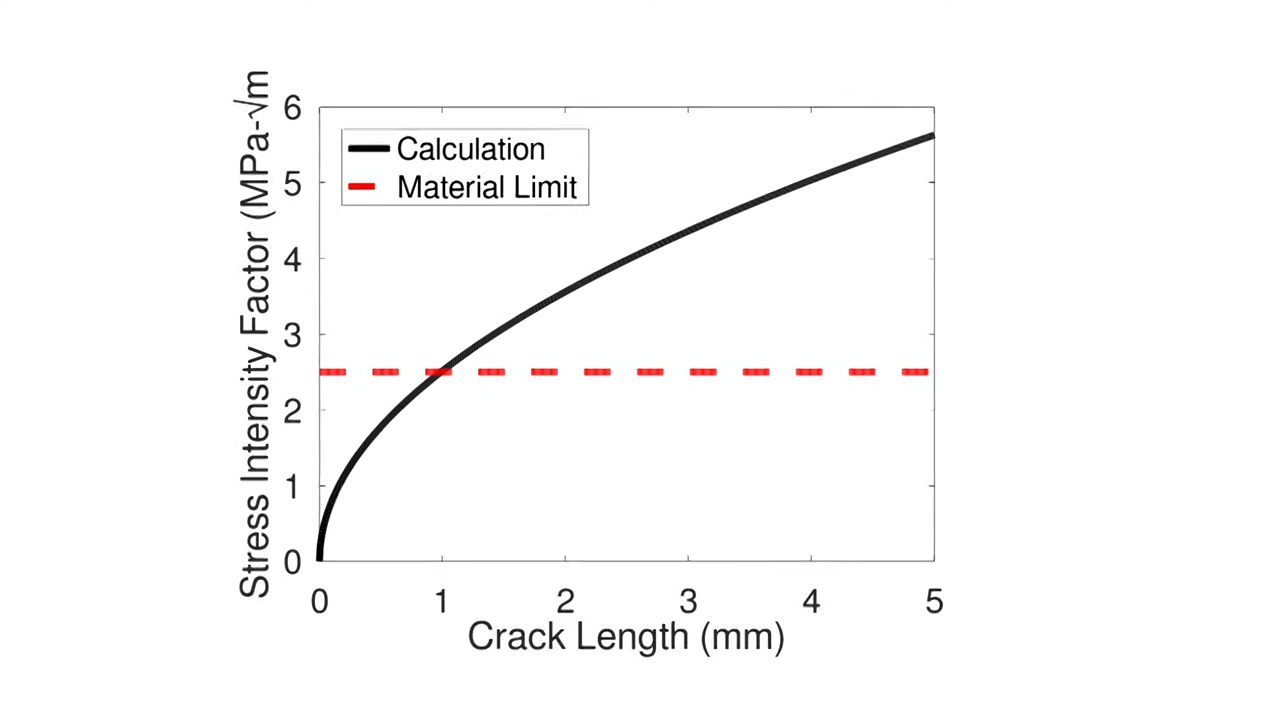 Stress Intensity Factor (MPa-√m
6
5
4
3
2
1
0
Calculation
Material Limit
0 1 2 3 4 5
Crack Length (mm)